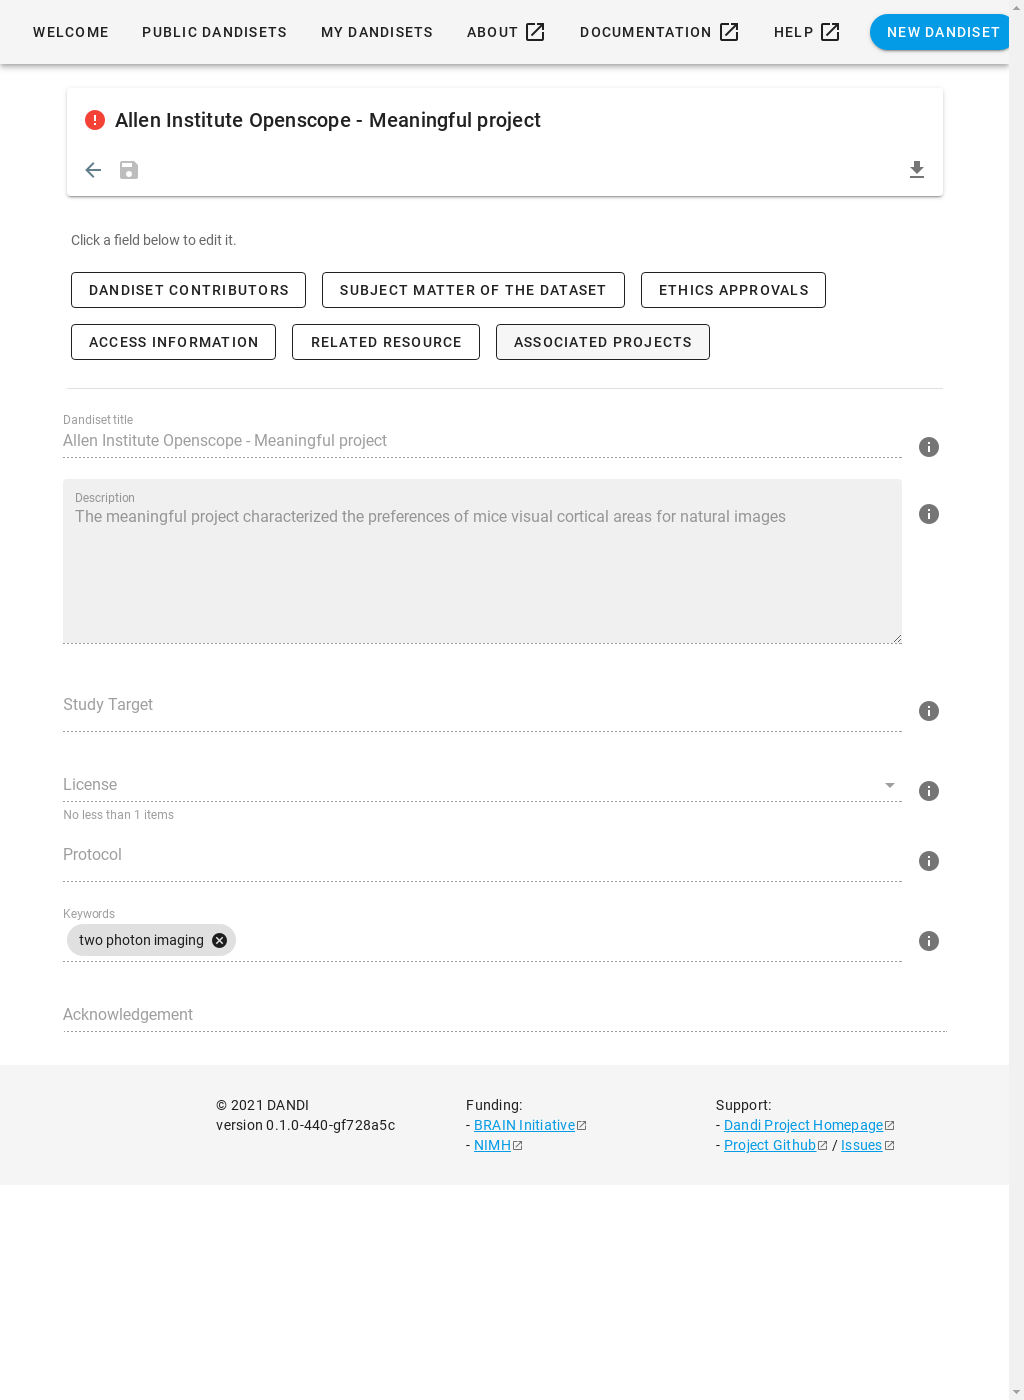 WELCOME PUBLIC DANDISETS MY DANDISETS ABOUT DOCUMENTATION HELP NEW DANDISET
Allen Institute Openscope - Meaningful project
Click a field below to edit it.
DANDISET CONTRIBUTORS SUBJECT MATTER OF THE DATASET ETHICS APPROVALS
ACCESS INFORMATION RELATED RESOURCE ASSOCIATED PROJECTS
Dandiset title
Allen Institute Openscope - Meaningful project
Description
The meaningful project characterized the preferences of mice visual cortical areas for natural images
Study Target
License
No less than 1 items
Protocol
Keywords
two photon imaging
Acknowledgement
© 2021 DANDI
version 0.1.0-440-gf728a5c
Funding:
- BRAIN Initiative
- NIMH
Support:
- Dandi Project Homepage
- Project Github / Issues